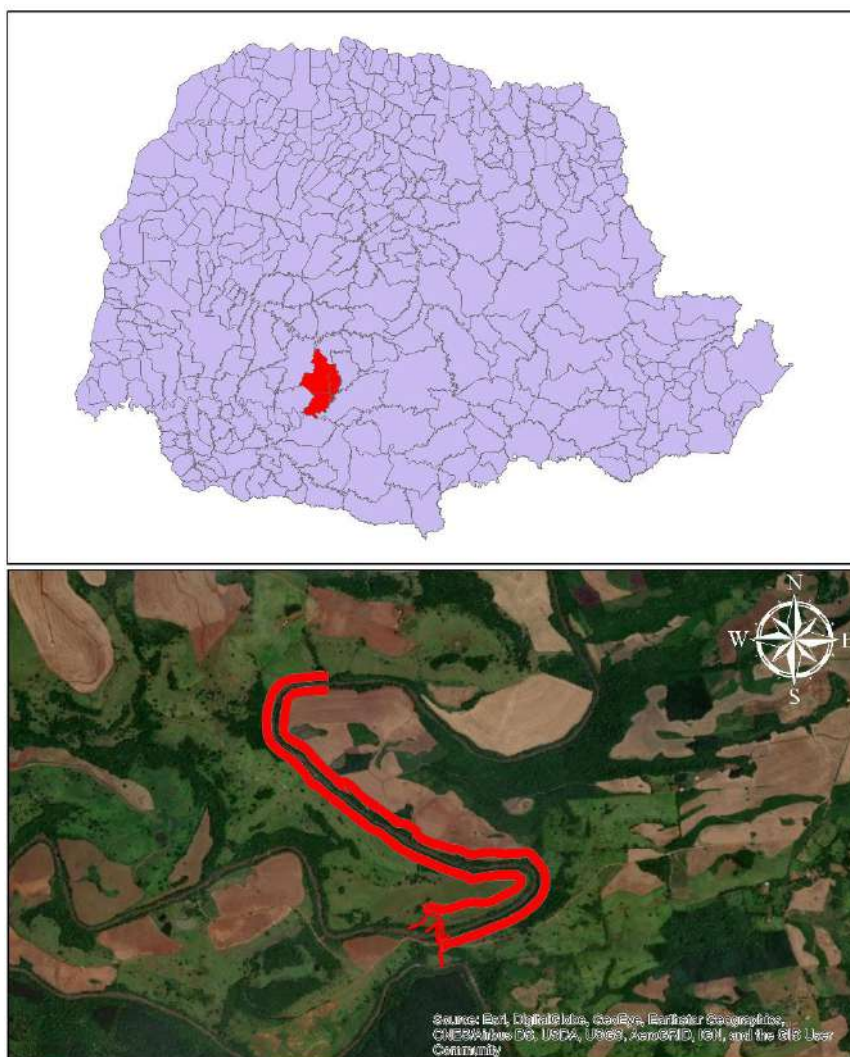 N
W E
S
Source: Esri, DigitalGlobe, GeoEye, Earthstar Geographics,
CNES/Airbus DS, USDA, USGS, AeroGRID, IGN, and the GIS User
Community